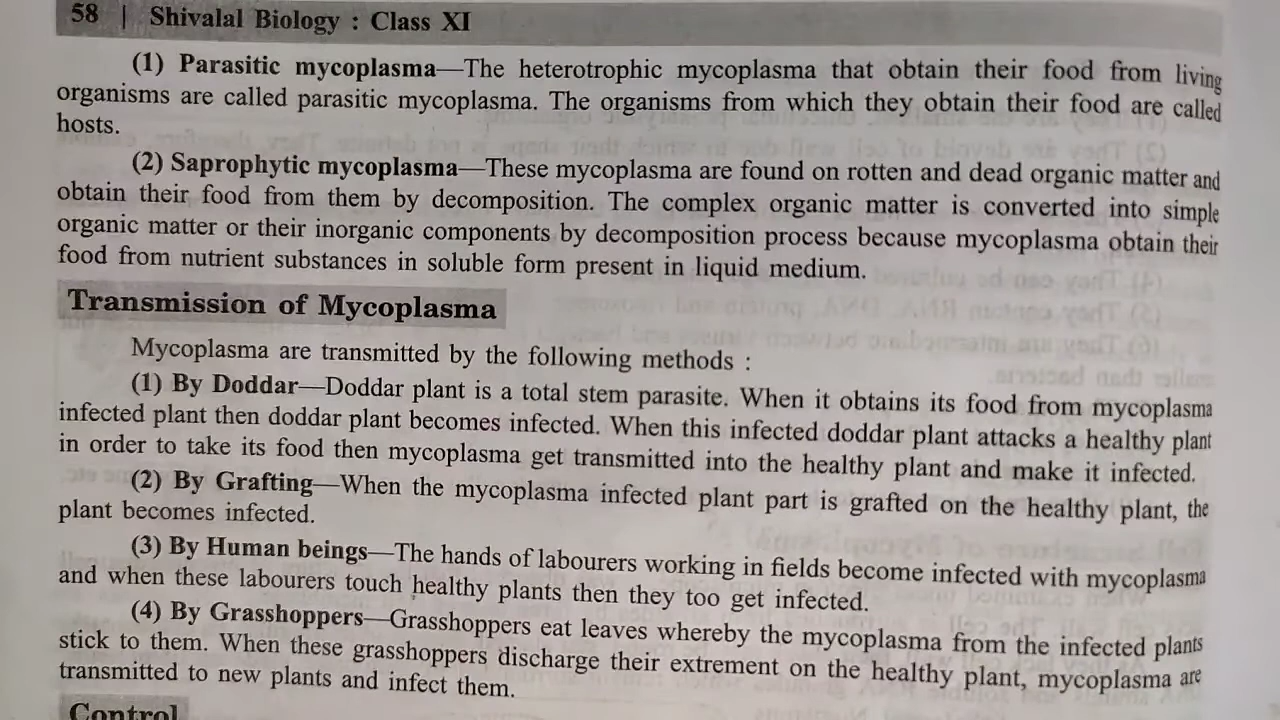 58 | Shivalal Biology : Class XI
(1) Parasitic mycoplasma—The heterotrophic mycoplasma that obtain their food from living
organisms are called parasitic mycoplasma. The organisms from which they obtain their food are called
hosts.
(2) Saprophytic mycoplasma—These mycoplasma are found on rotten and dead organic matter and
obtain their food from them by decomposition. The complex organic matter is converted into simple
organic matter or their inorganic components by decomposition process because mycoplasma obtain their
food from nutrient substances in soluble form present in liquid medium.
Transmission of Mycoplasma
Mycoplasma are transmitted by the following methods :
(1) By Doddar—Doddar plant is a total stem parasite. When it obtains its food from mycoplasma
infected plant then doddar plant becomes infected. When this infected doddar plant attacks a healthy plant
in order to take its food then mycoplasma get transmitted into the healthy plant and make it infected.
(2) By Grafting—When the mycoplasma infected plant part is grafted on the healthy plant, the
plant becomes infected.
(3) By Human beings—The hands of labourers working in fields become infected with mycoplasma
and when these labourers touch healthy plants then they too get infected.
(4) By Grasshoppers—Grasshoppers eat leaves whereby the mycoplasma from the infected plants
stick to them. When these grasshoppers discharge their extrement on the healthy plant, mycoplasma are
transmitted to new plants and infect them.
Control